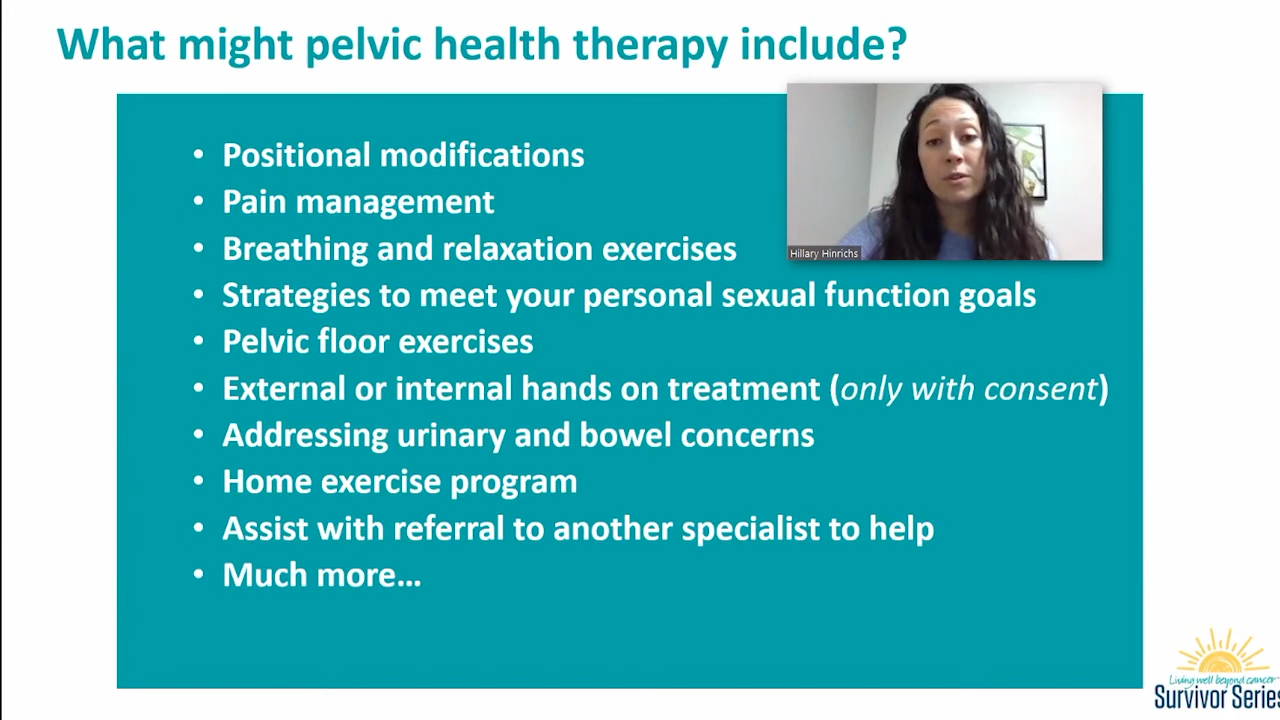 What might pelvic health therapy include?
• Positional modifications
• Pain management
• Breathing and relaxation exercises
Hillary Hinrichs
• Strategies to meet your personal sexual function goals
• Pelvic floor exercises
• External or internal hands on treatment (only with consent)
• Addressing urinary and bowel concerns
• Home exercise program
• Assist with referral to another specialist to help
• Much more…
Living well beyond cancer
Survivor Series